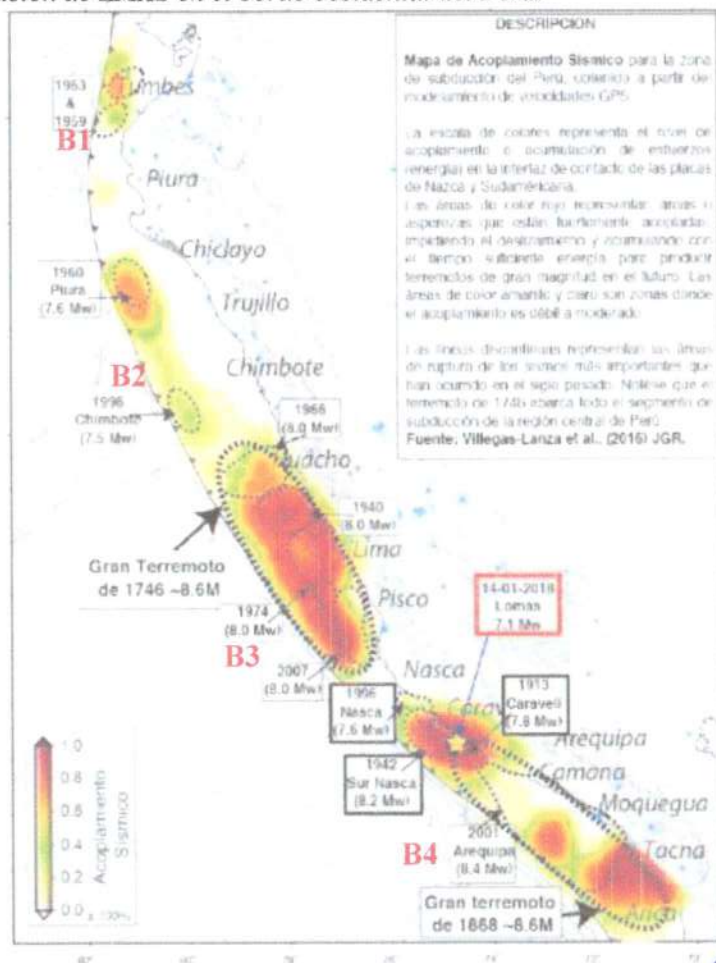 DESCRIPCION
Mapa de Acoplamiento Sísmico para la zona
de subducción del Perú, obtenido a partir del
modelamiento de velocidades GPS.
La escala de colores representa el nivel de
acoplamiento o acumulación de esfuerzos
(energía) en la interfaz de contacto de las placas
de Nazca y Sudamericana.
Las áreas de color rojo representan áreas o
asperezas que están fuertemente acopladas,
impidiendo el deslizamiento y acumulando con
el tiempo suficiente energía para producir
terremotos de gran magnitud en el futuro. Las
áreas de color amarillo y claro son zonas donde
el acoplamiento es débil a moderado.
Las líneas discontinuas representan las áreas
de ruptura de los sismos más importantes que
han ocurrido en el siglo pasado. Nótese que el
terremoto de 1746 abarca todo el segmento de
subducción de la región central de Perú.
Fuente: Villegas-Lanza et al., (2016) JGR.
1953
&
1959
Tumbes
B1
Piura
Chiclayo
1960
Piura
(7.6 Mw)
Trujillo
B2
Chimbote
1996
Chimbote
(7.5 Mw)
1966
(8.0 Mw)
Huacho
1940
(8.0 Mw)
Lima
Gran Terremoto
de 1746 ~8.6M
Pisco
1974
(8.0 Mw)
B3
2007
(8.0 Mw)
14-01-2018
Lomas
7.1 Mw
Nasca
1996
Nasca
(7.6 Mw)
1913
Caraveli
(7.8 Mw)
Arequipa
1942
Sur Nasca
(8.2 Mw)
Camana
Moquegua
2001
Arequipa
(8.4 Mw)
B4
Tacna
Gran terremoto
de 1868 ~8.6M
Arica
1.0
0.8
0.6
0.4
0.2
0.0
Acoplamiento
Sísmico